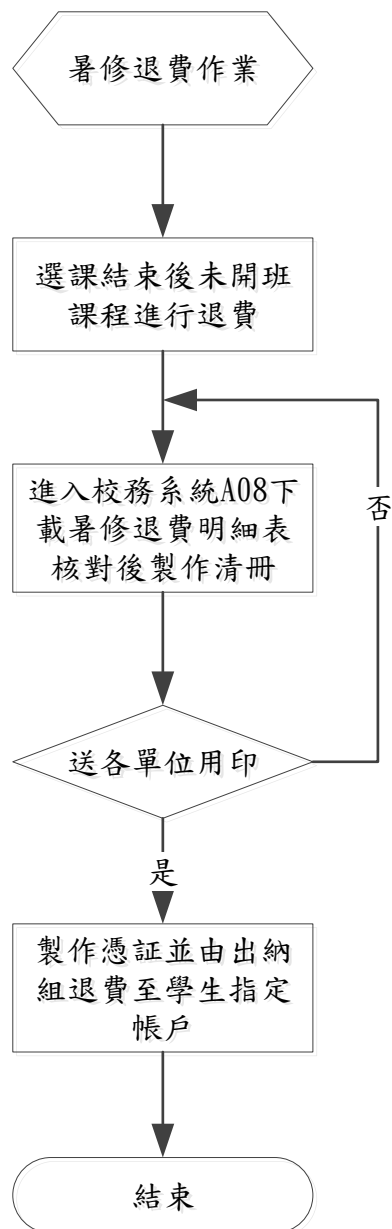 暑修退費作業
選課結束後未開班
課程進行退費
進入校務系統A08下
載暑修退費明細表
核對後製作清冊
否
送各單位用印
是
製作憑証並由出納
組退費至學生指定
帳戶
結束